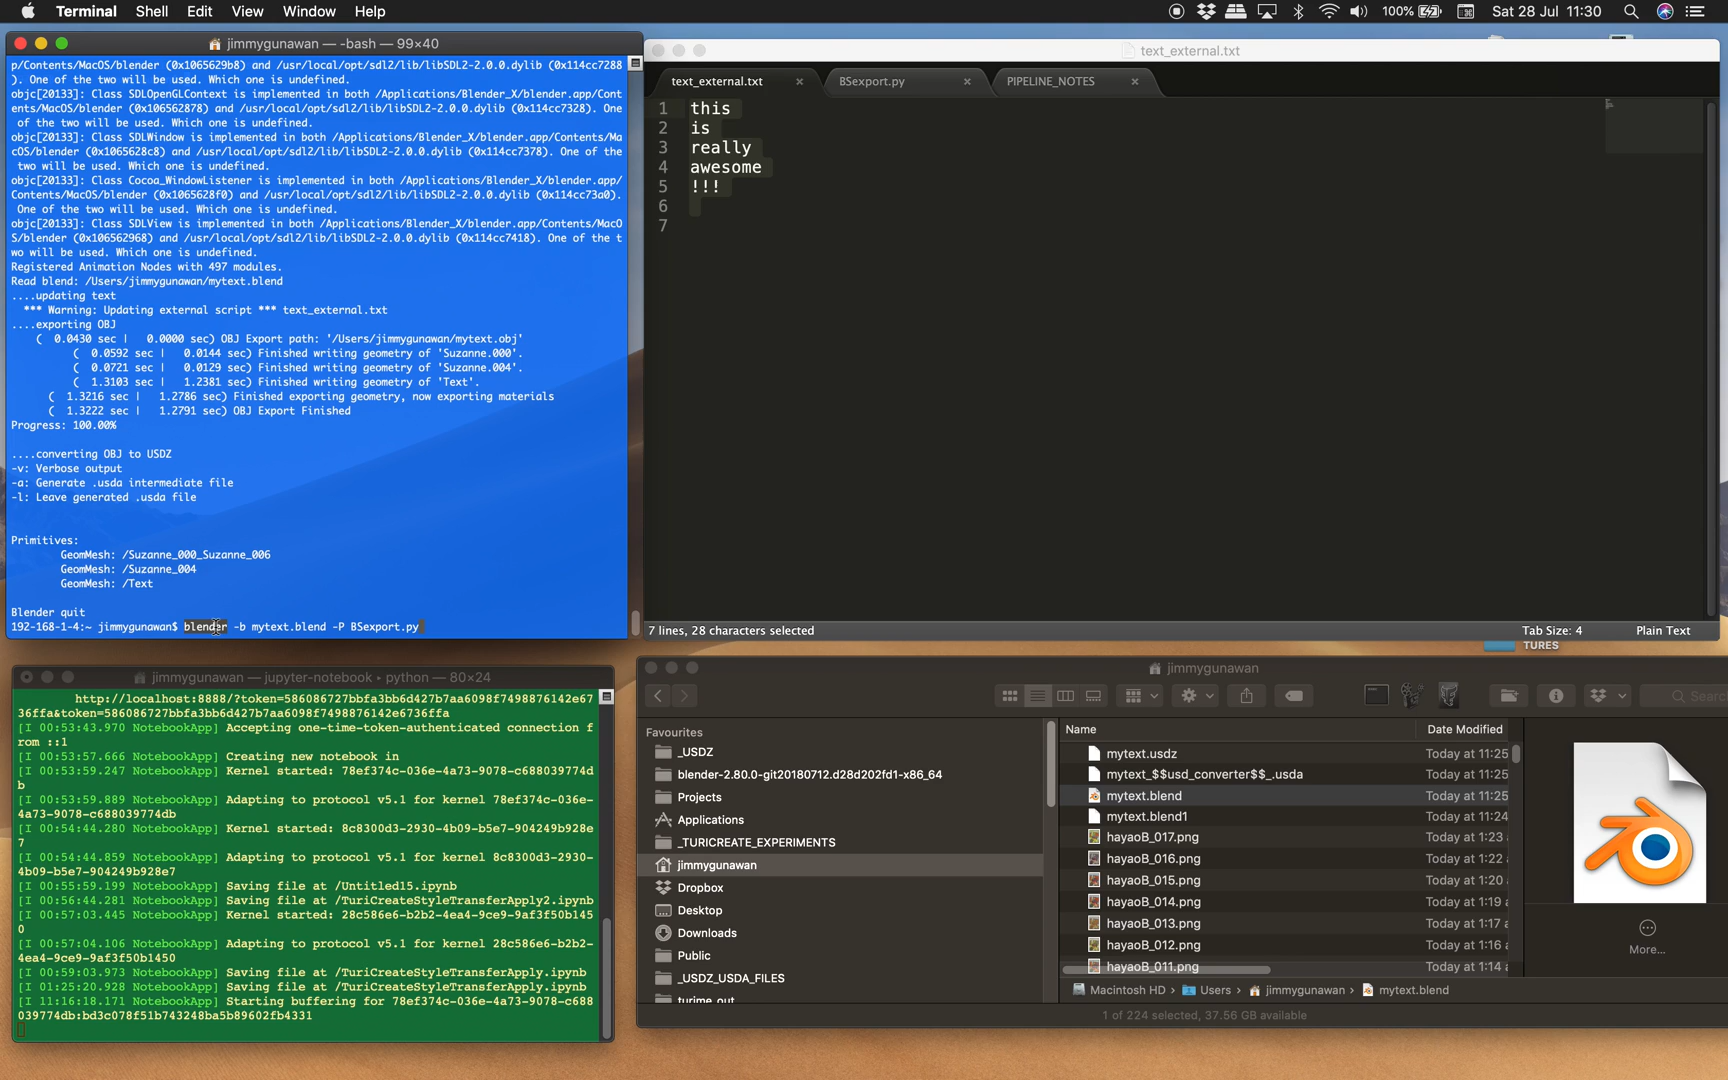 Terminal Shell Edit View Window Help
100% Sat 28 Jul 11:30
jimmygunawan — -bash — 99×40
p/Contents/MacOS/blender (0x1065629b8) and /usr/local/opt/sdl2/lib/libSDL2-2.0.0.dylib (0x114cc7288
). One of the two will be used. Which one is undefined.
objc[20133]: Class SDLOpenGLContext is implemented in both /Applications/Blender_X/blender.app/Cont
ents/MacOS/blender (0x106562878) and /usr/local/opt/sdl2/lib/libSDL2-2.0.0.dylib (0x114cc7328). One
of the two will be used. Which one is undefined.
objc[20133]: Class SDLWindow is implemented in both /Applications/Blender_X/blender.app/Contents/Ma
cOS/blender (0x1065628c8) and /usr/local/opt/sdl2/lib/libSDL2-2.0.0.dylib (0x114cc7378). One of the
two will be used. Which one is undefined.
objc[20133]: Class Cocoa_WindowListener is implemented in both /Applications/Blender_X/blender.app/
Contents/MacOS/blender (0x1065628f0) and /usr/local/opt/sdl2/lib/libSDL2-2.0.0.dylib (0x114cc73a0).
One of the two will be used. Which one is undefined.
objc[20133]: Class SDLView is implemented in both /Applications/Blender_X/blender.app/Contents/MacO
S/blender (0x106562968) and /usr/local/opt/sdl2/lib/libSDL2-2.0.0.dylib (0x114cc7418). One of the t
wo will be used. Which one is undefined.
Registered Animation Nodes with 497 modules.
Read blend: /Users/jimmygunawan/mytext.blend
....updating text
*** Warning: Updating external script *** text_external.txt
....exporting OBJ
( 0.0430 sec | 0.0000 sec) OBJ Export path: '/Users/jimmygunawan/mytext.obj'
( 0.0592 sec | 0.0144 sec) Finished writing geometry of 'Suzanne.000'.
( 0.0721 sec | 0.0129 sec) Finished writing geometry of 'Suzanne.004'.
( 1.3103 sec | 1.2381 sec) Finished writing geometry of 'Text'.
( 1.3216 sec | 1.2786 sec) Finished exporting geometry, now exporting materials
( 1.3222 sec | 1.2791 sec) OBJ Export Finished
Progress: 100.00%
....converting OBJ to USDZ
-v: Verbose output
-a: Generate .usda intermediate file
-l: Leave generated .usda file
Primitives:
GeomMesh: /Suzanne_000_Suzanne_006
GeomMesh: /Suzanne_004
GeomMesh: /Text
Blender quit
192-168-1-4:~ jimmygunawan$ blender -b mytext.blend -P BSexport.py
text_external.txt
text_external.txt × BSexport.py × PIPELINE_NOTES ×
1 this
2 is
3 really
4 awesome
5 !!!
6
7
7 lines, 28 characters selected Tab Size: 4 Plain Text
TURES
jimmygunawan — jupyter-notebook • python — 80×24
http://localhost:8888/?token=586086727bbfa3bb6d427b7aa6098f7498876142e67
36ffa&token=586086727bbfa3bb6d427b7aa6098f7498876142e6736ffa
[I 00:53:43.970 NotebookApp] Accepting one-time-token-authenticated connection f
rom ::1
[I 00:53:57.666 NotebookApp] Creating new notebook in
[I 00:53:59.247 NotebookApp] Kernel started: 78ef374c-036e-4a73-9078-c688039774d
b
[I 00:53:59.889 NotebookApp] Adapting to protocol v5.1 for kernel 78ef374c-036e-
4a73-9078-c688039774db
[I 00:54:44.280 NotebookApp] Kernel started: 8c8300d3-2930-4b09-b5e7-904249b928e
7
[I 00:54:44.859 NotebookApp] Adapting to protocol v5.1 for kernel 8c8300d3-2930-
4b09-b5e7-904249b928e7
[I 00:55:59.199 NotebookApp] Saving file at /Untitled15.ipynb
[I 00:56:44.281 NotebookApp] Saving file at /TuriCreateStyleTransferApply2.ipynb
[I 00:57:03.445 NotebookApp] Kernel started: 28c586e6-b2b2-4ea4-9ce9-9af3f50b145
0
[I 00:57:04.106 NotebookApp] Adapting to protocol v5.1 for kernel 28c586e6-b2b2-
4ea4-9ce9-9af3f50b1450
[I 00:59:03.973 NotebookApp] Saving file at /TuriCreateStyleTransferApply.ipynb
[I 01:25:20.928 NotebookApp] Saving file at /TuriCreateStyleTransferApply.ipynb
[I 11:16:18.171 NotebookApp] Starting buffering for 78ef374c-036e-4a73-9078-c688
039774db:bd3c078f51b743248ba5b89602fb4331
jimmygunawan
Search
Favourites
_USDZ
blender-2.80.0-git20180712.d28d202fd1-x86_64
Projects
Applications
_TURICREATE_EXPERIMENTS
jimmygunawan
Dropbox
Desktop
Downloads
Public
_USDZ_USDA_FILES
turime_out
Name Date Modified
mytext.usdz Today at 11:25
mytext_$$usd_converter$$_.usda Today at 11:25
mytext.blend Today at 11:25
mytext.blend1 Today at 11:24
hayaoB_017.png Today at 1:23
hayaoB_016.png Today at 1:22
hayaoB_015.png Today at 1:20
hayaoB_014.png Today at 1:19
hayaoB_013.png Today at 1:17
hayaoB_012.png Today at 1:16
hayaoB_011.png Today at 1:14
More...
Macintosh HD › Users › jimmygunawan › mytext.blend
1 of 224 selected, 37.56 GB available